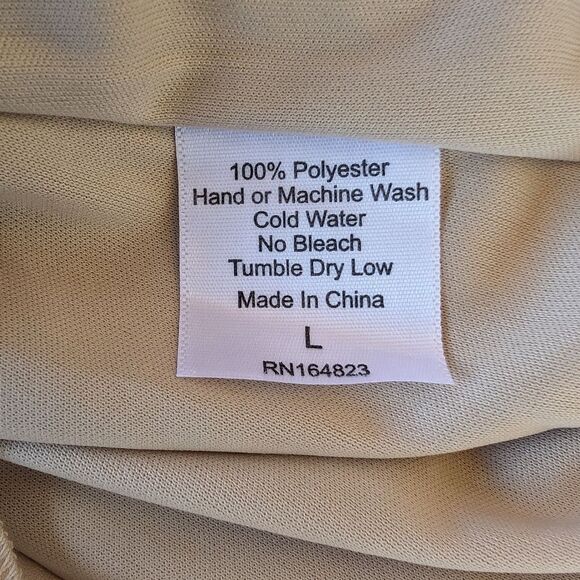 100% Polyester
Hand or Machine Wash
Cold Water
No Bleach
Tumble Dry Low
Made In China
L
RN164823